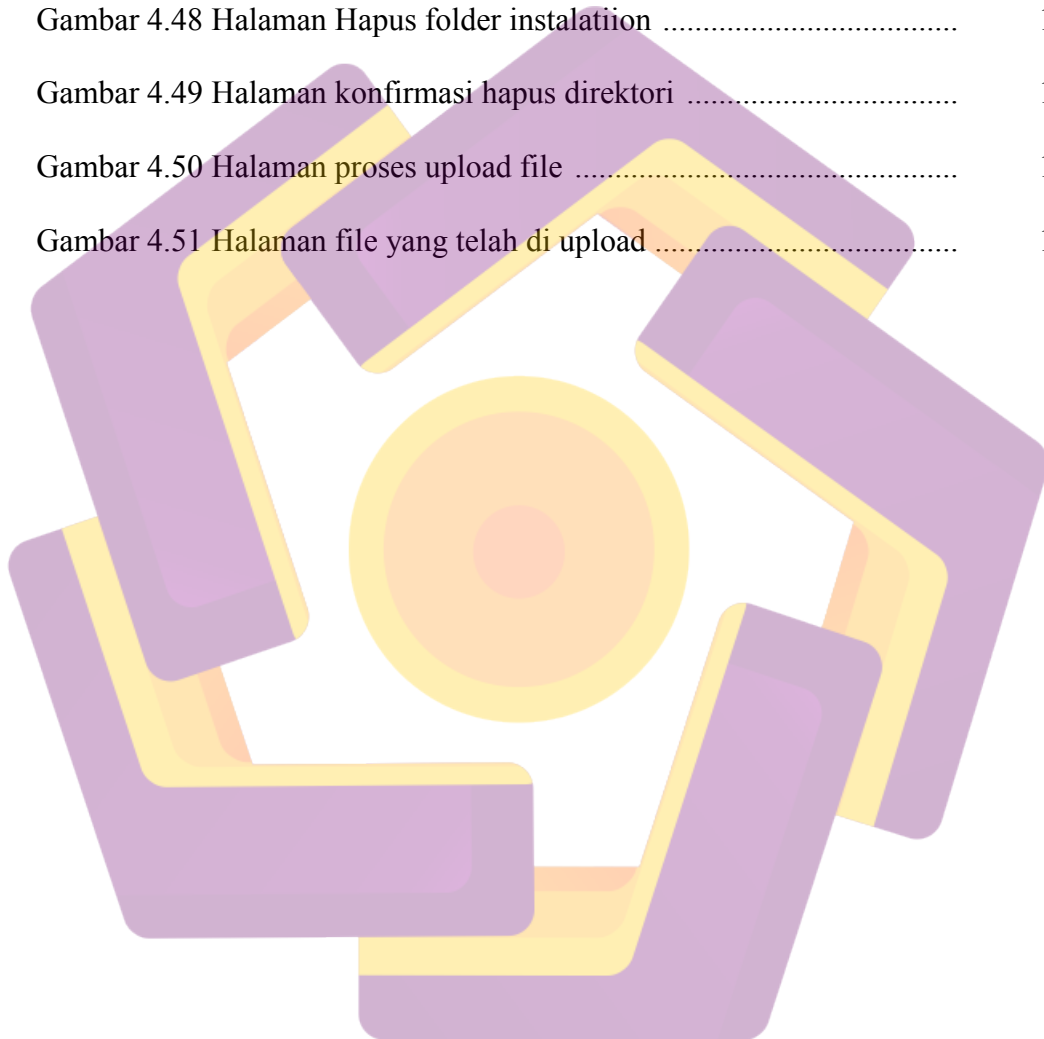 Gambar 4.48 Halaman Hapus folder instalatiion .....................................
Gambar 4.49 Halaman konfirmasi hapus direktori ..................................
Gambar 4.50 Halaman proses upload file ................................................
Gambar 4.51 Halaman file yang telah di upload ......................................